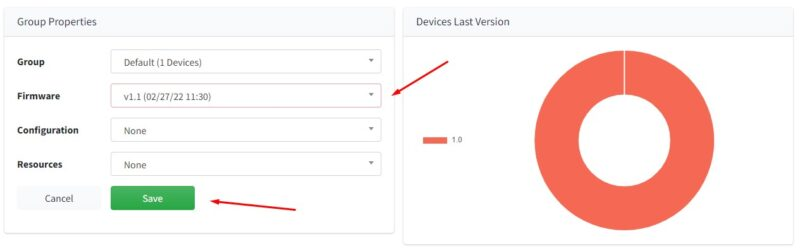 Group Properties
Group
Default (1 Devices)
Firmware
v1.1 (02/27/22 11:30)
Configuration
None
Resources
None
Cancel
Save
Devices Last Version
1.0